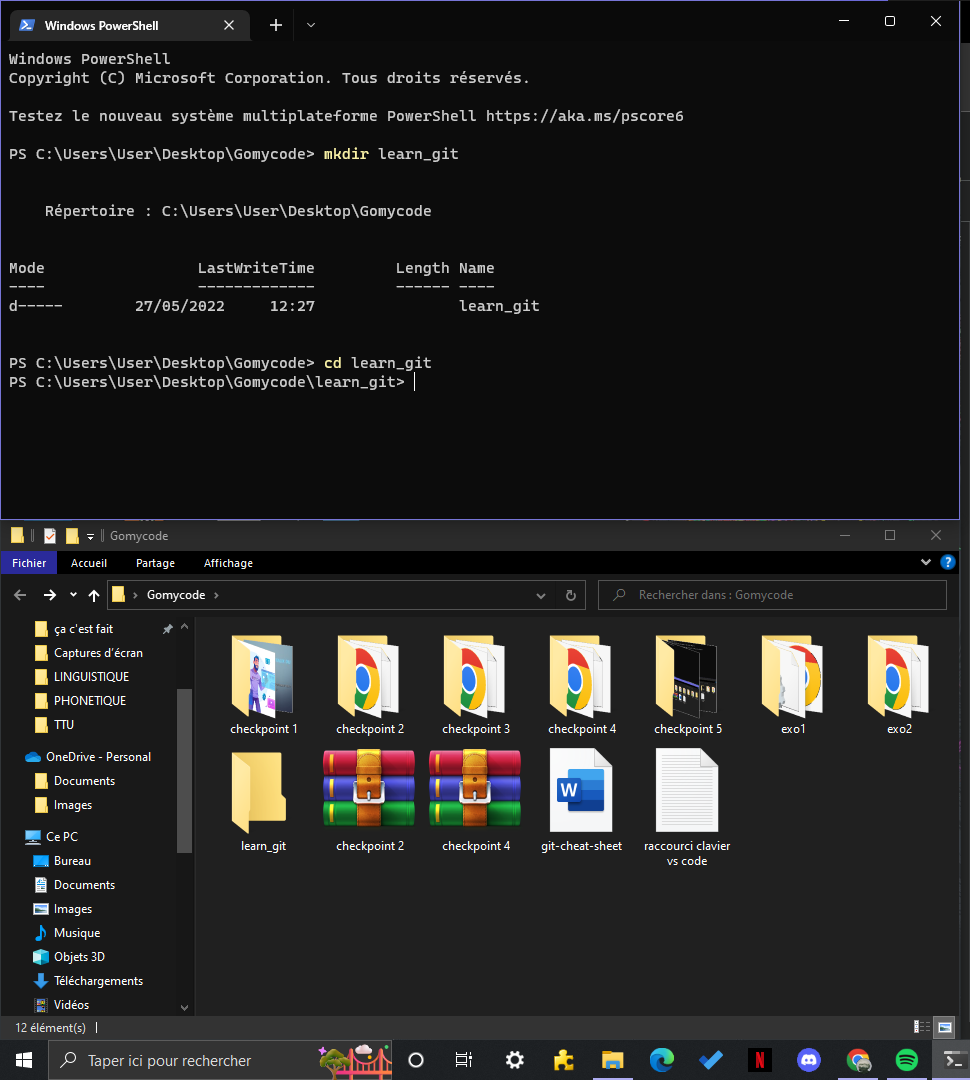 Windows PowerShell
Windows PowerShell
Copyright (C) Microsoft Corporation. Tous droits réservés.
Testez le nouveau système multiplateforme PowerShell https://aka.ms/pscore6
PS C:\Users\User\Desktop\Gomycode> mkdir learn_git
Répertoire : C:\Users\User\Desktop\Gomycode
Mode LastWriteTime Length Name
---- ------------- ------ ----
d----- 27/05/2022 12:27 learn_git
PS C:\Users\User\Desktop\Gomycode> cd learn_git
PS C:\Users\User\Desktop\Gomycode\learn_git>
Gomycode
Fichier Accueil Partage Affichage
Gomycode
Rechercher dans : Gomycode
ça c'est fait
Captures d'écran
LINGUISTIQUE
PHONETIQUE
TTU
OneDrive - Personal
Documents
Images
Ce PC
Bureau
Documents
Images
Musique
Objets 3D
Téléchargements
Vidéos
checkpoint 1 checkpoint 2 checkpoint 3 checkpoint 4 checkpoint 5 exo1 exo2
learn_git checkpoint 2 checkpoint 4 git-cheat-sheet raccourci clavier
vs code
12 élément(s)
Taper ici pour rechercher